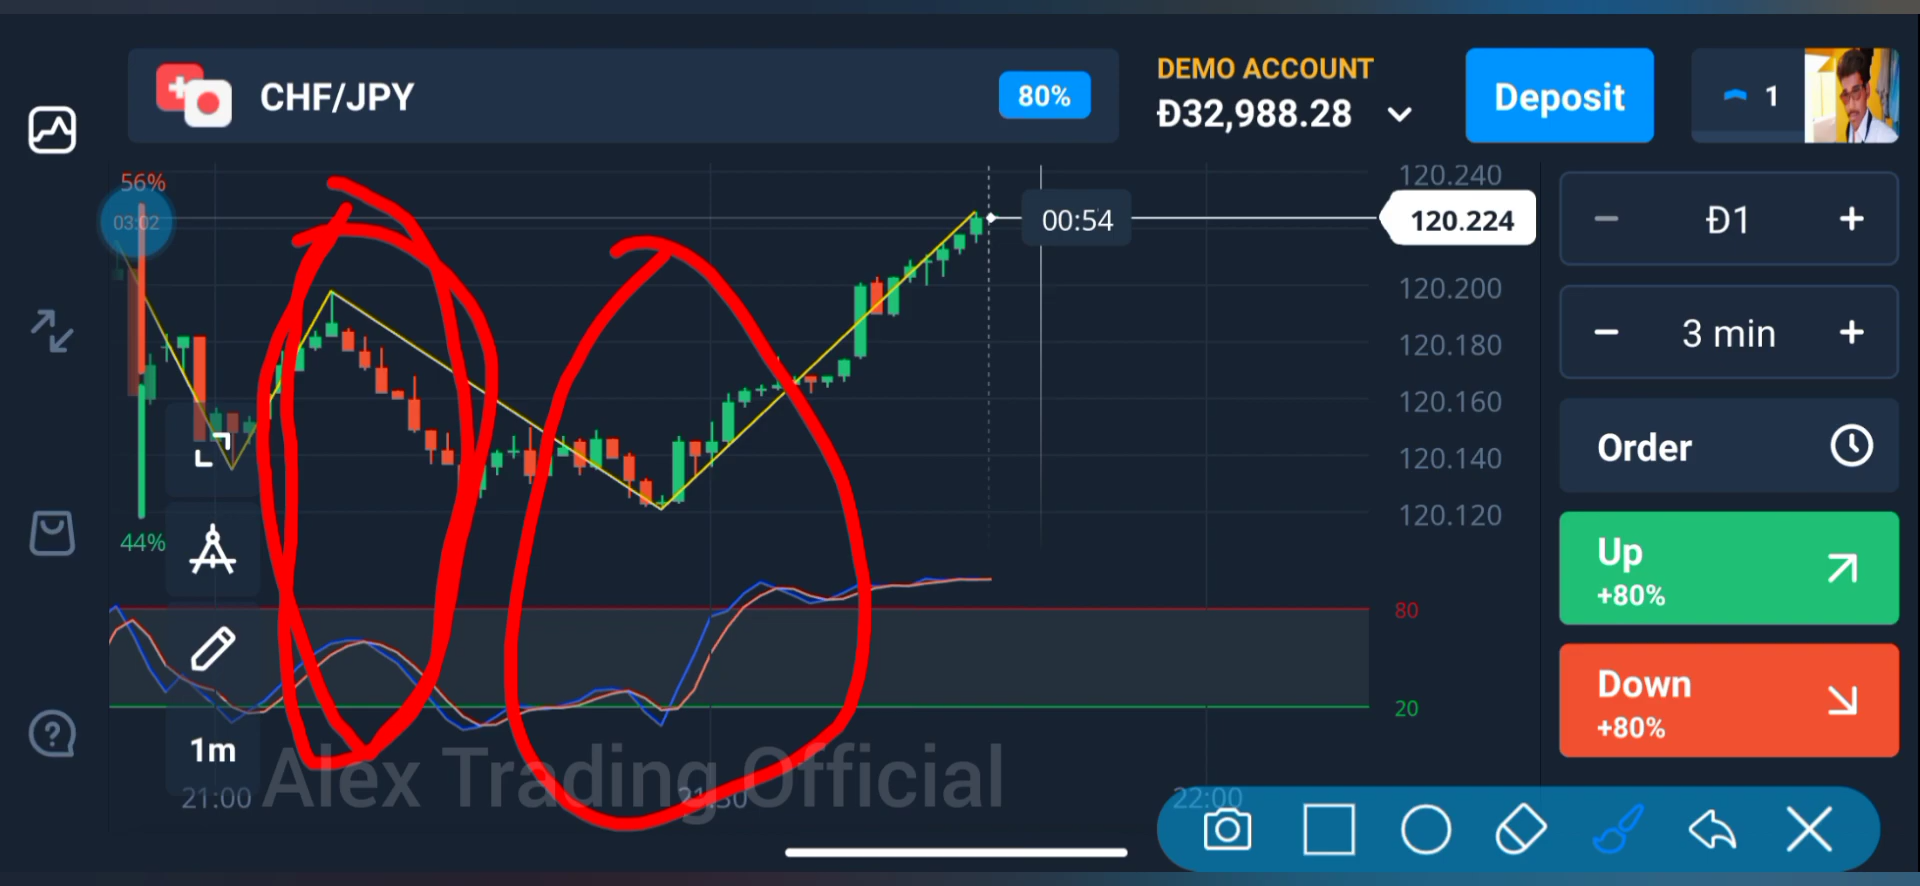 CHF/JPY
80%
DEMO ACCOUNT
Đ32,988.28
Deposit
1
56%
03:02
44%
00:54
120.240
120.224
120.200
120.180
120.160
120.140
120.120
80
20
Đ1
3 min
Order
Up
+80%
Down
+80%
1m
Alex Trading Official
21:00
21:30
22:00